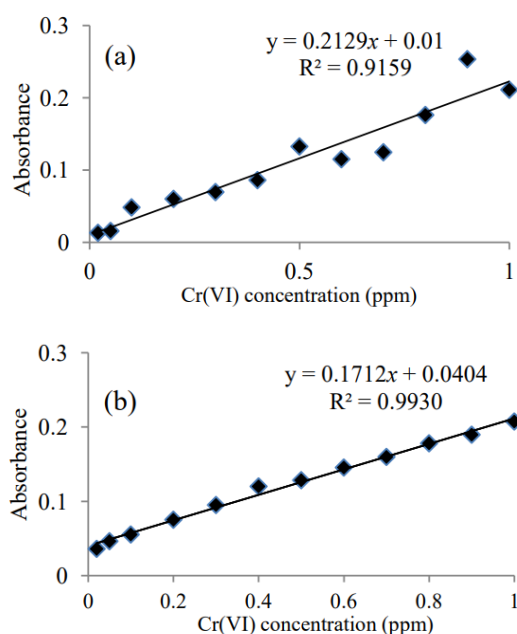 (a)
y = 0.2129x + 0.01
R² = 0.9159
0.3
0.2
0.1
0
Absorbance
0 0.5 1
Cr(VI) concentration (ppm)
(b)
y = 0.1712x + 0.0404
R² = 0.9930
0.3
0.2
0.1
0
Absorbance
0 0.2 0.4 0.6 0.8 1
Cr(VI) concentration (ppm)